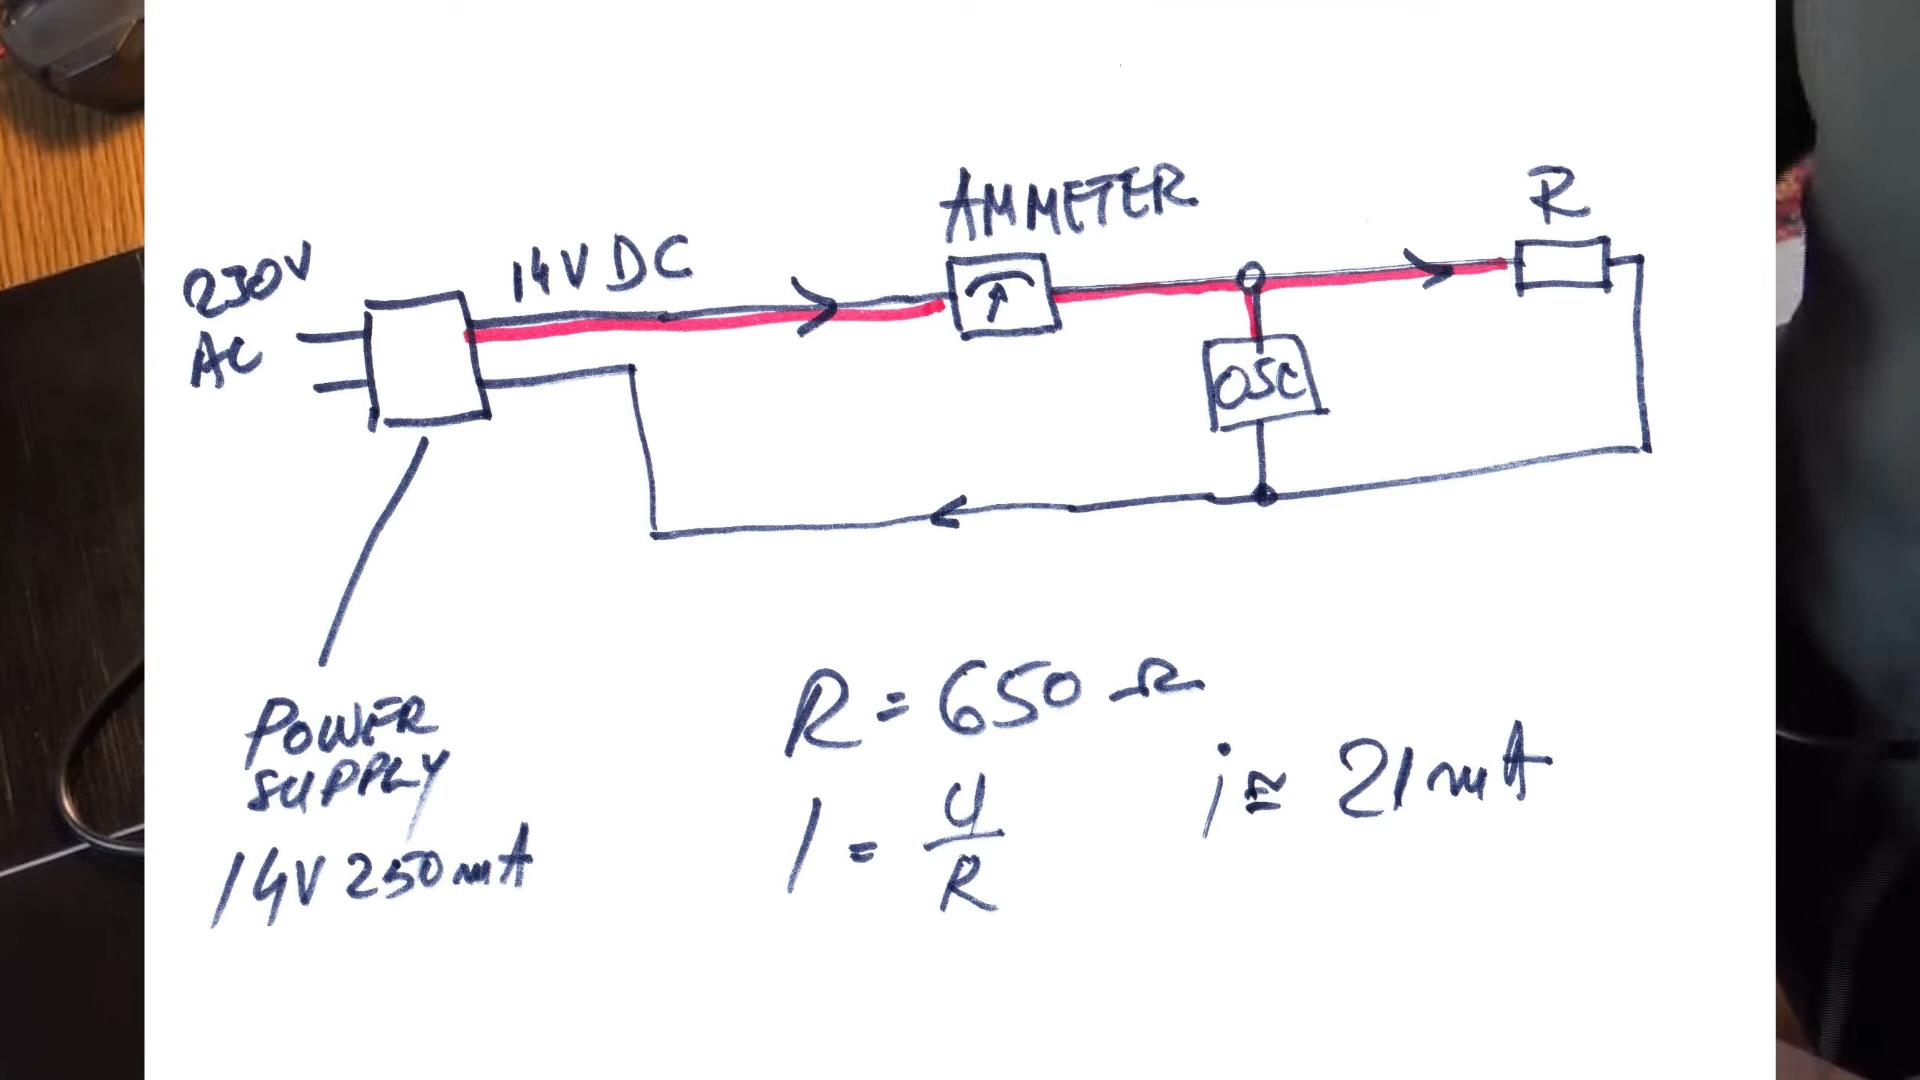 AMMETER
R
230V
AC
14V DC
OSC
POWER
SUPPLY
14V 250mA
R = 650 Ω
I = U/R
i ≅ 21mA